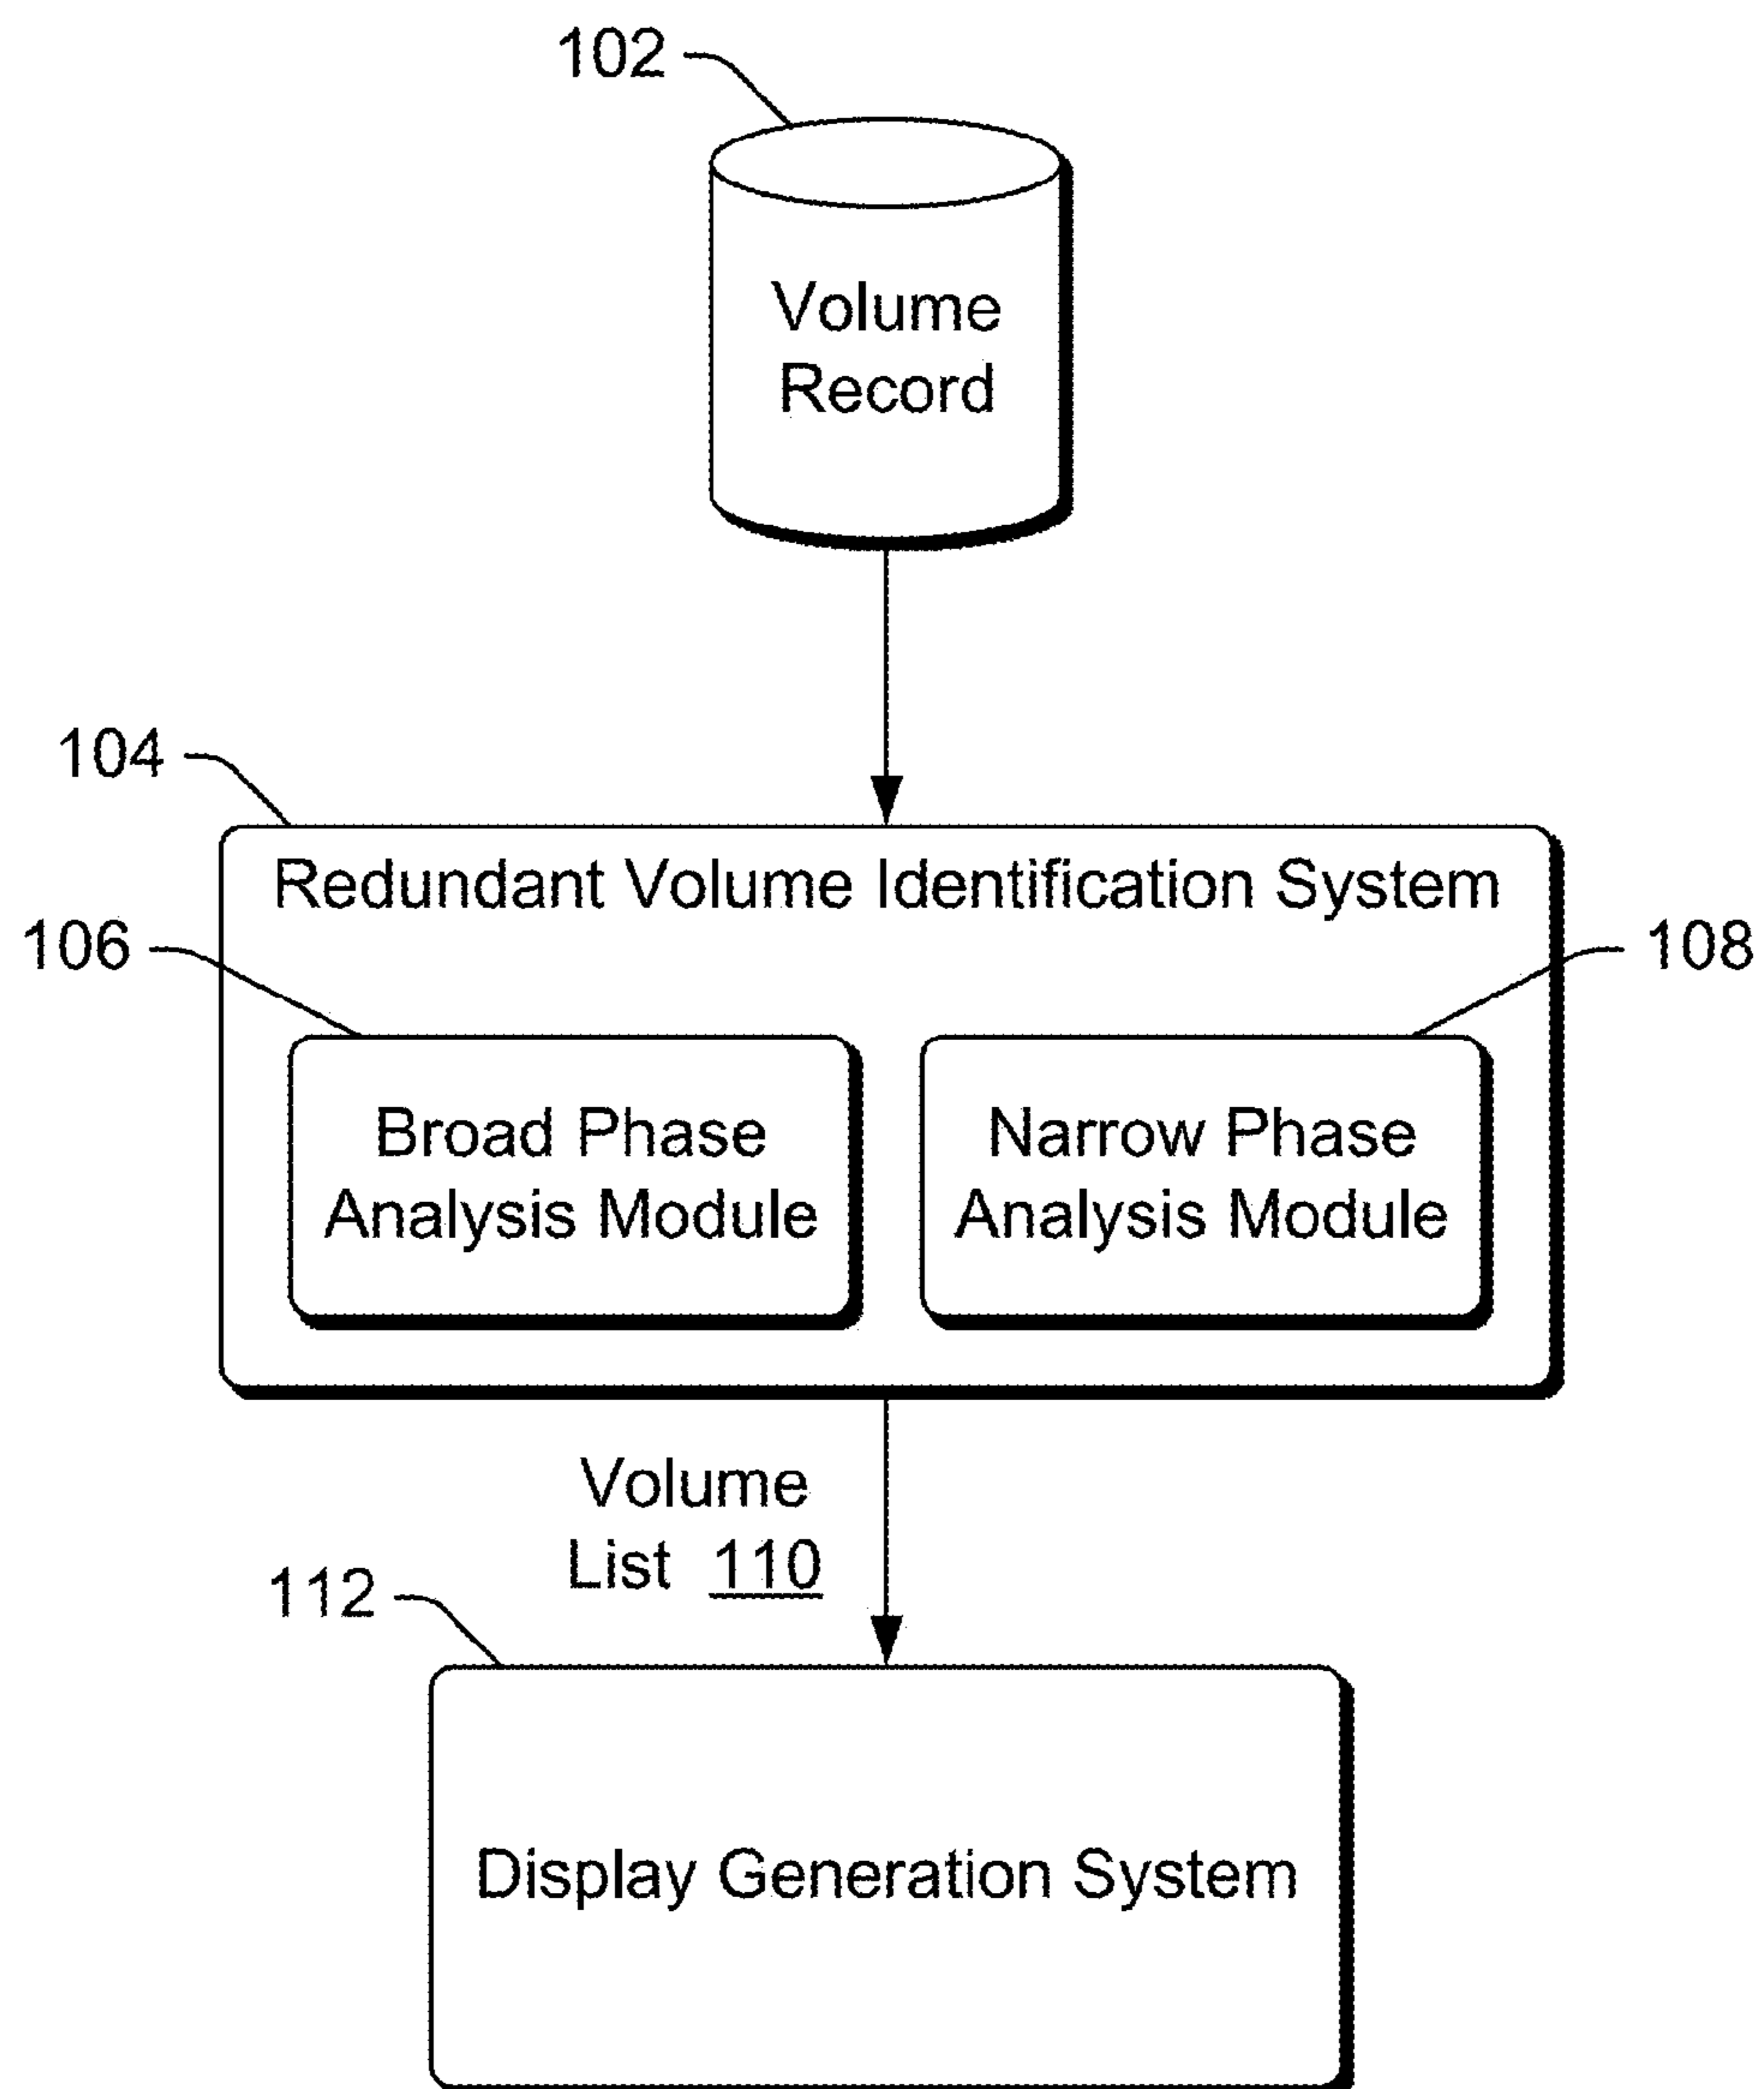 102
Volume
Record
104
Redundant Volume Identification System
106
108
Broad Phase
Analysis Module
Narrow Phase
Analysis Module
Volume
List 110
112
Display Generation System